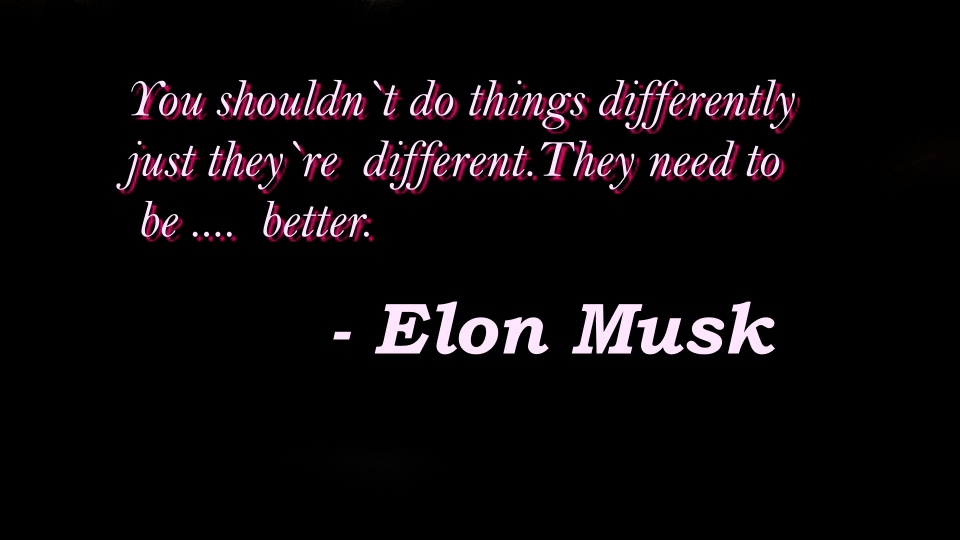 You shouldn`t do things differently
just they`re different.They need to
be .... better.
- Elon Musk